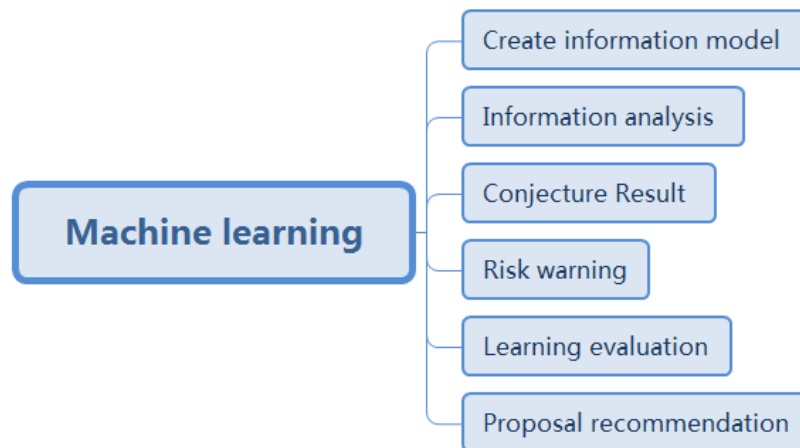 Create information model
Information analysis
Conjecture Result
Machine learning
Risk warning
Learning evaluation
Proposal recommendation